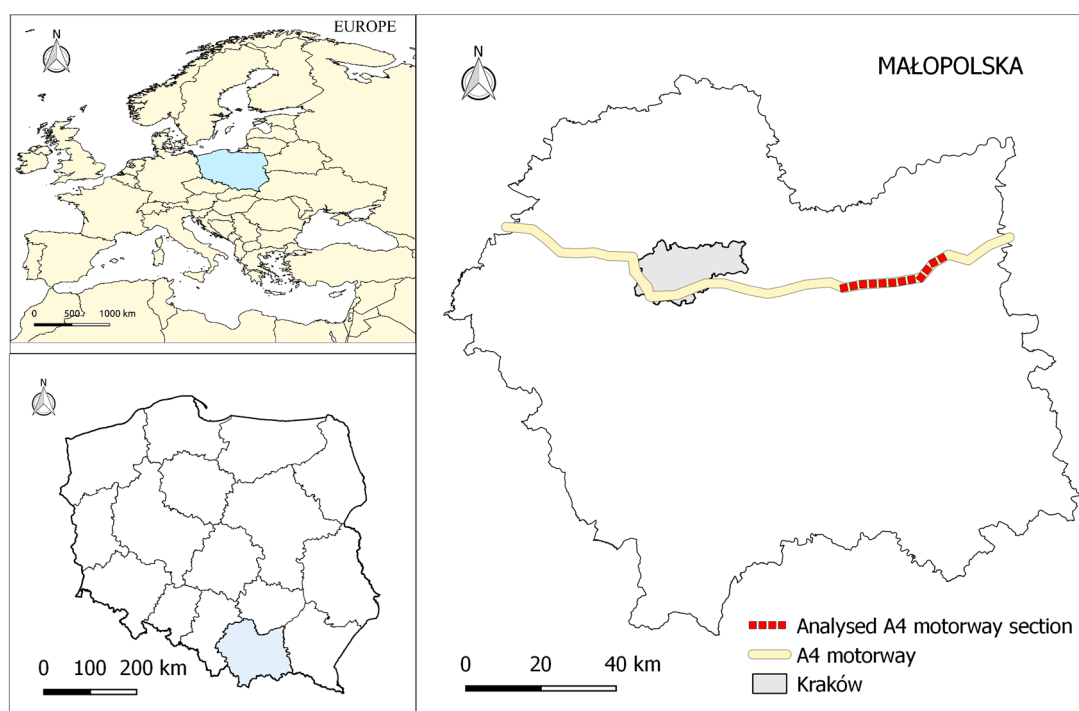 EUROPE
N
0 500 1000 km
N
0 100 200 km
N
MAŁOPOLSKA
Analysed A4 motorway section
A4 motorway
Kraków
0 20 40 km